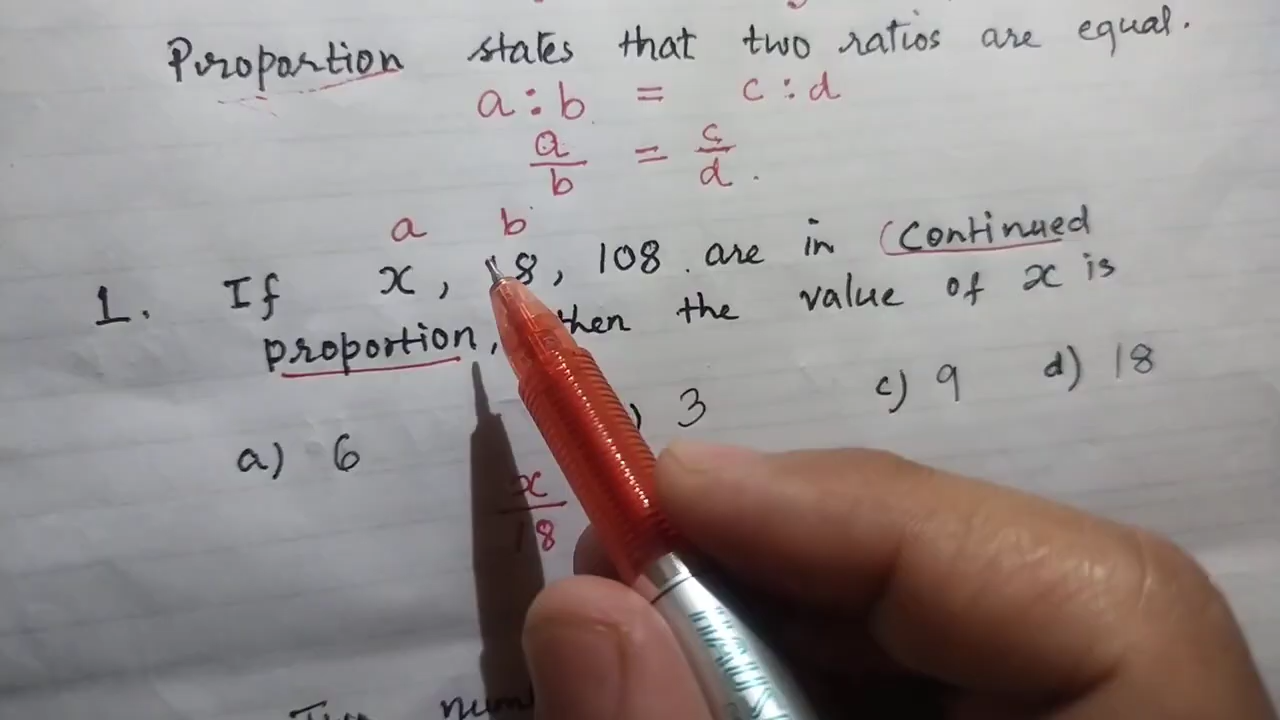 Proportion states that two ratios are equal.
a : b = c : d
a/b = c/d.
a b
1. If x, 18, 108 are in Continued
proportion, then the value of x is
a) 6 ) 3 c) 9 d) 18
x/18